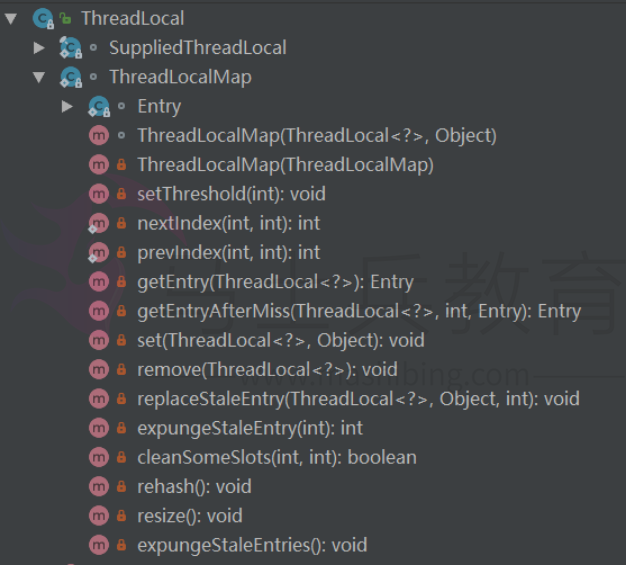 ThreadLocal
SuppliedThreadLocal
ThreadLocalMap
Entry
ThreadLocalMap(ThreadLocal<?>, Object)
ThreadLocalMap(ThreadLocalMap)
setThreshold(int): void
nextIndex(int, int): int
prevIndex(int, int): int
getEntry(ThreadLocal<?>): Entry
getEntryAfterMiss(ThreadLocal<?>, int, Entry): Entry
set(ThreadLocal<?>, Object): void
remove(ThreadLocal<?>): void
replaceStaleEntry(ThreadLocal<?>, Object, int): void
expungeStaleEntry(int): int
cleanSomeSlots(int, int): boolean
rehash(): void
resize(): void
expungeStaleEntries(): void